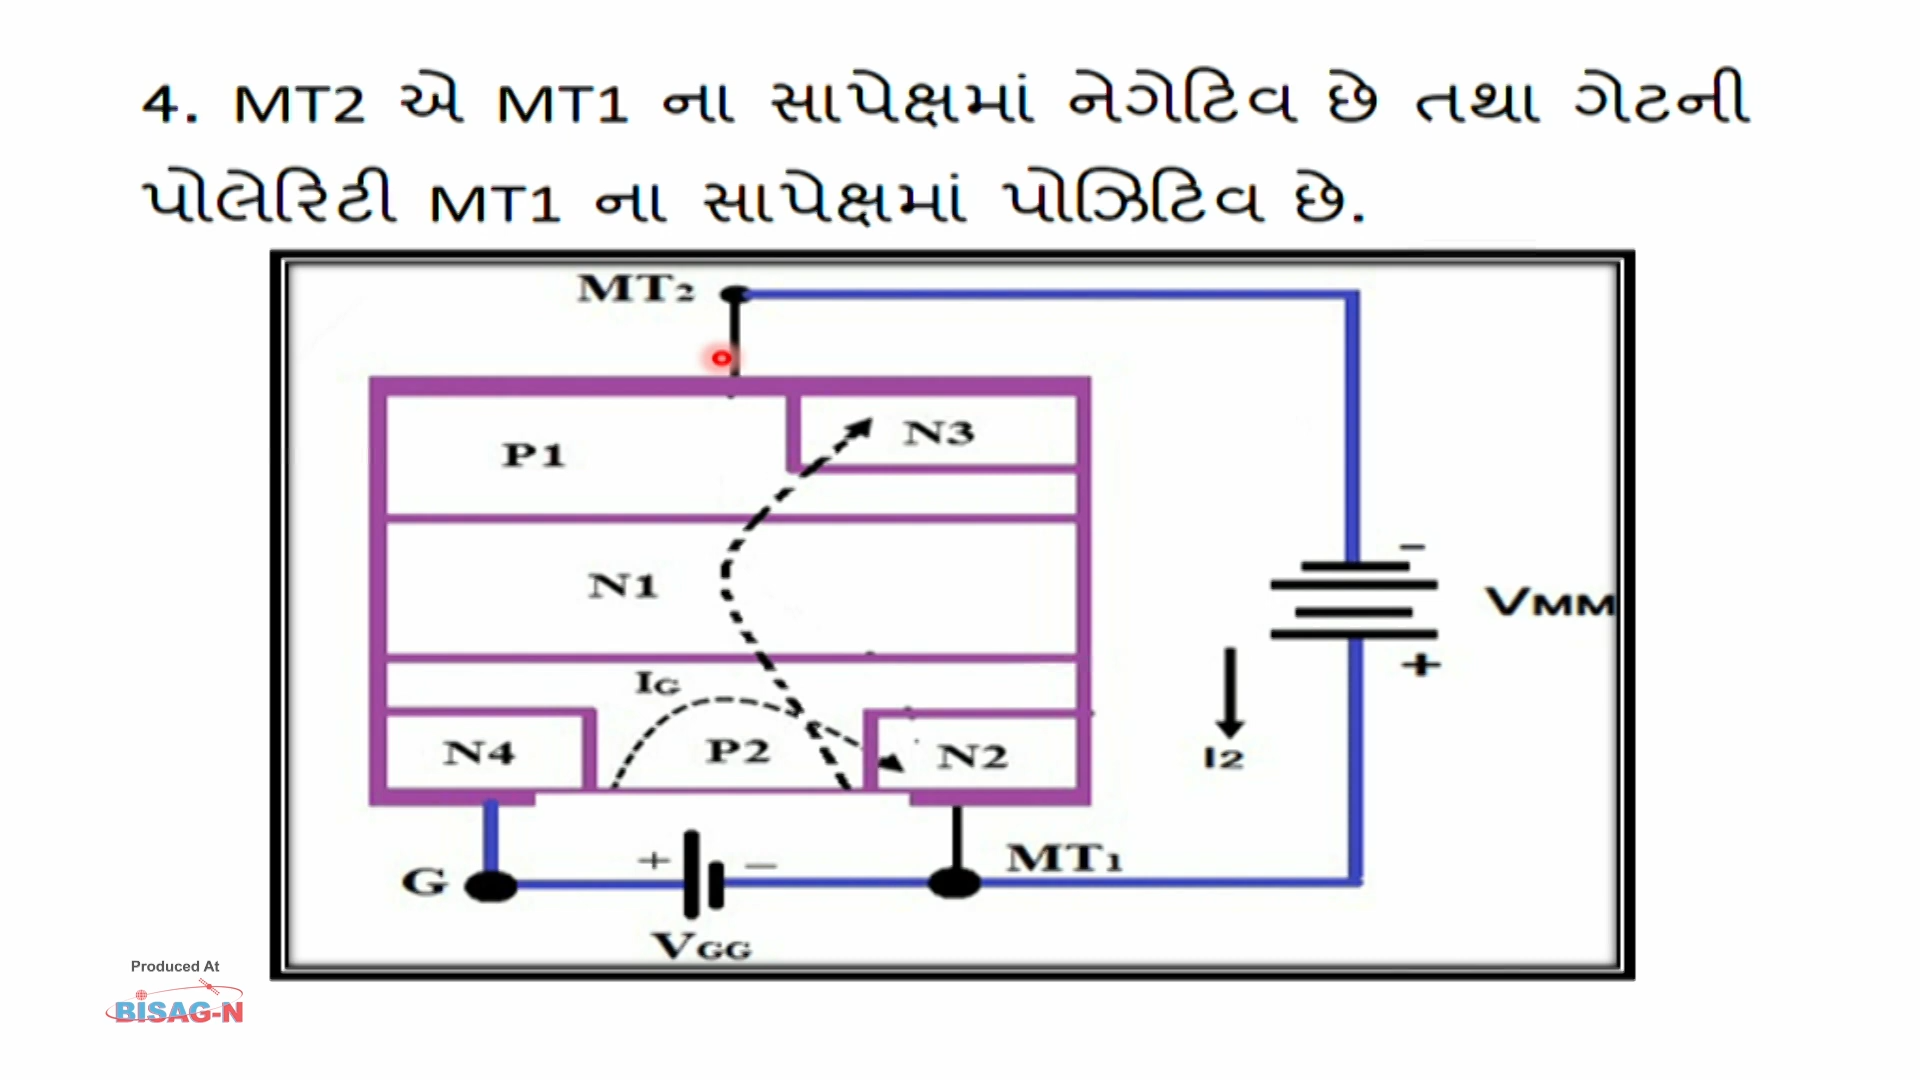 4. MT2 એ MT1 ના સાપેક્ષમાં નેગેટિવ છે તથા ગેટની
પોલેરિટી MT1 ના સાપેક્ષમાં પોઝિટિવ છે.
MT2
P1
N3
N1
−
VMM
+
IG
N4
P2
N2
I2
G
+
−
MT1
VGG
Produced At
BISAG-N